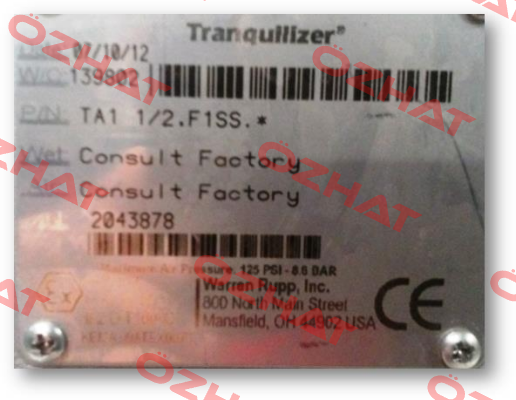 Tranquilizer®
07/10/12
W/O: 139802
P/N: TA1 1/2.F1SS.*
Wet: Consult Factory
Consult Factory
2043878
Maximum Air Pressure: 125 PSI - 8.6 BAR
Warren Rupp, Inc.
800 North Main Street
Mansfield, OH 44902 USA
CE
Ex
ÖZHAT